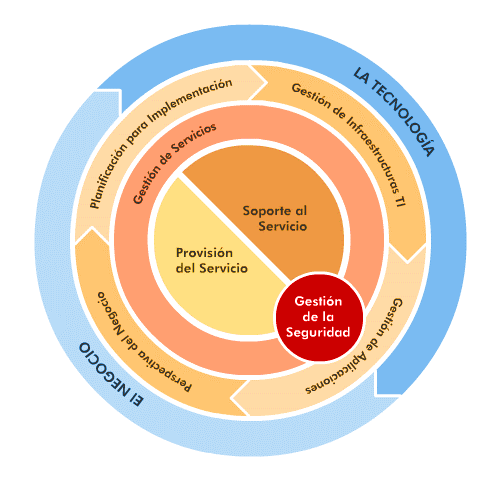 LA TECNOLOGÍA
El NEGOCIO
Planificación para Implementación
Gestión de Infraestructuras TI
Gestión de Aplicaciones
Perspectiva del Negocio
Gestión de Servicios
Soporte al
Servicio
Provisión
del Servicio
Gestión
de la
Seguridad